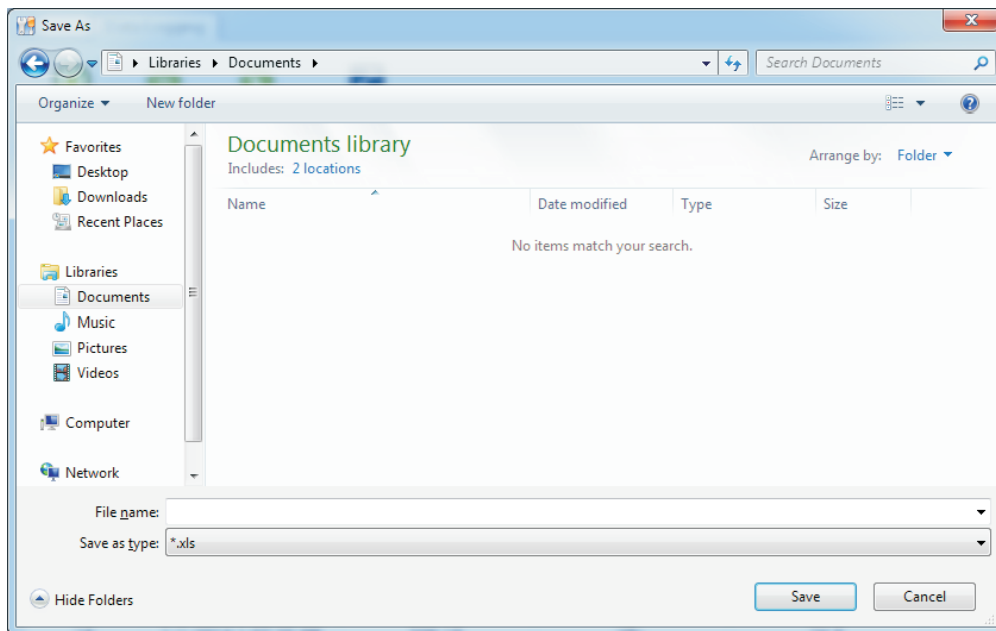 Save As
Libraries Documents
Search Documents
Organize New folder
Favorites
Desktop
Downloads
Recent Places
Libraries
Documents
Music
Pictures
Videos
Computer
Network
Documents library
Includes: 2 locations
Arrange by: Folder
Name Date modified Type Size
No items match your search.
File name:
Save as type: *.xls
Hide Folders
Save Cancel